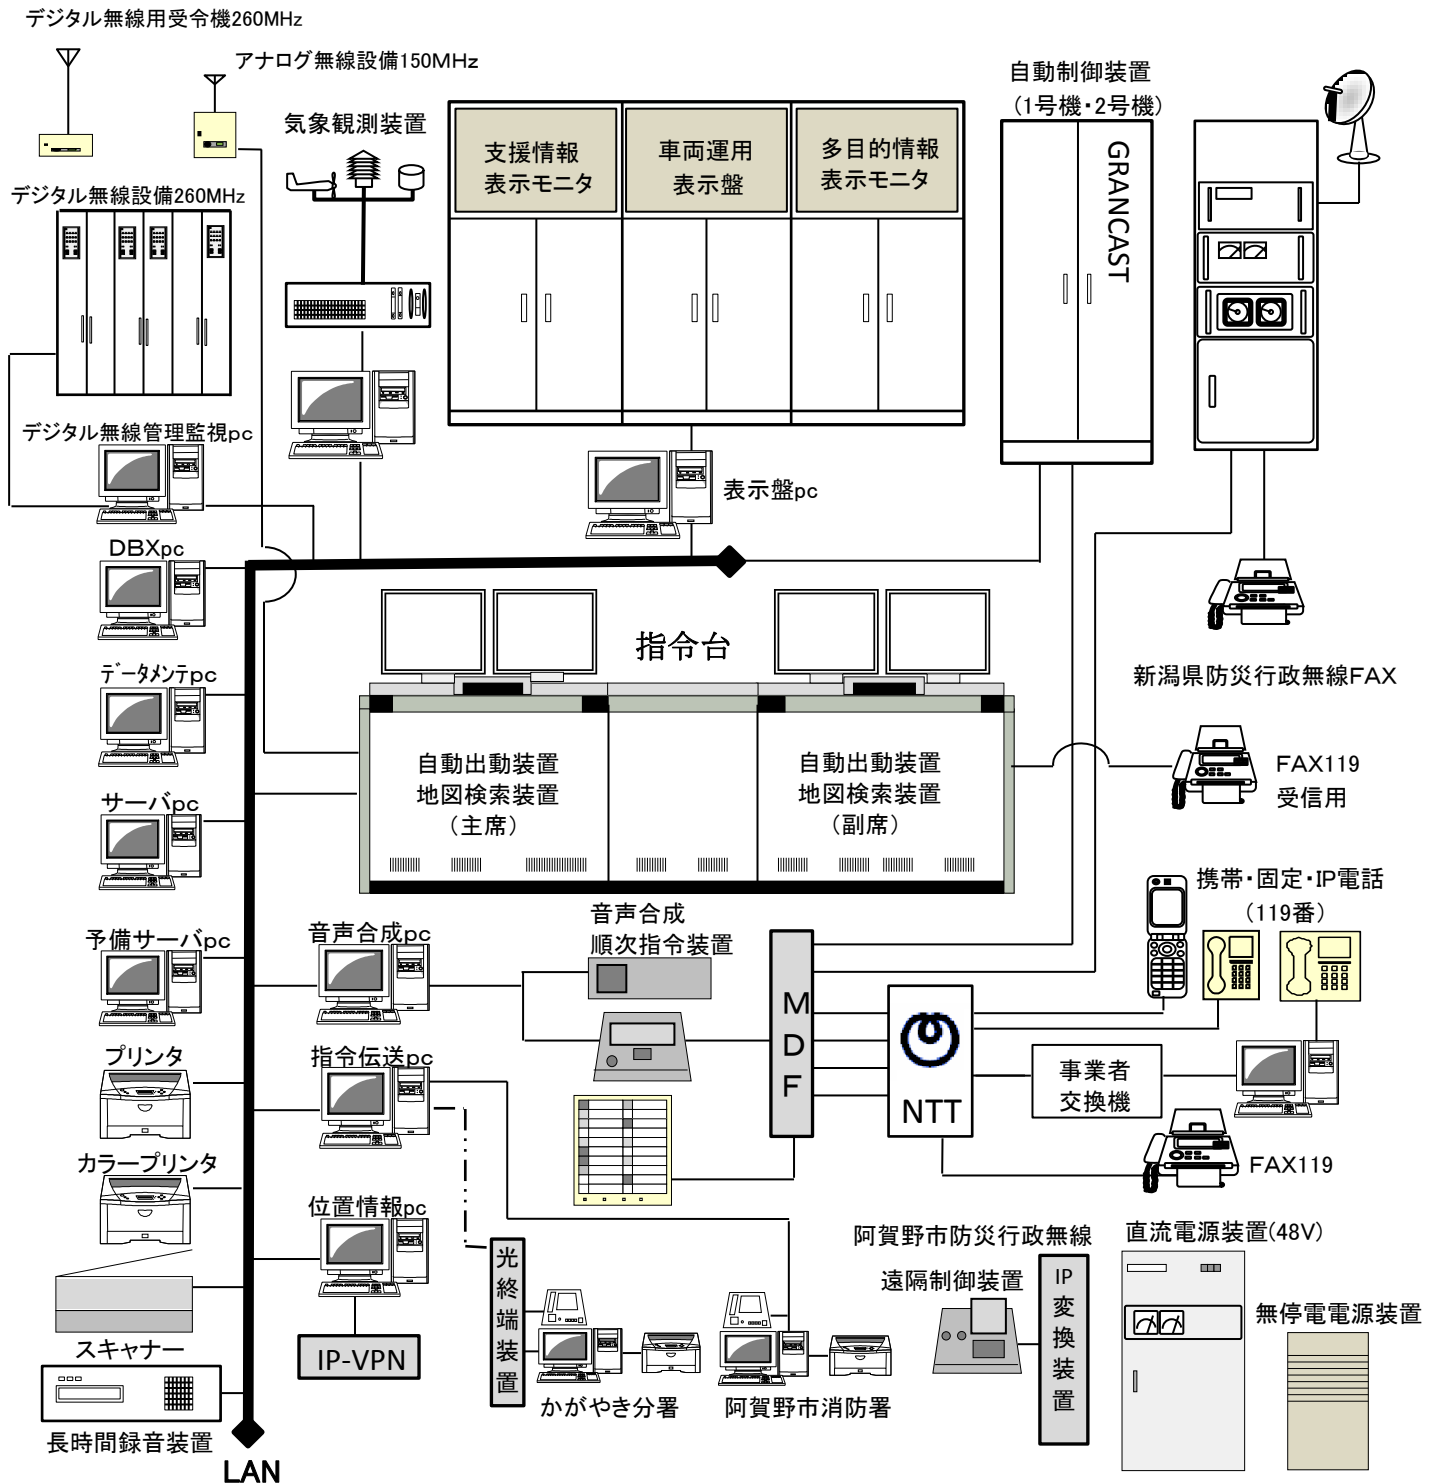 デジタル無線用受令機260MHz
アナログ無線設備150MHz
気象観測装置
自動制御装置
(1号機・2号機)
支援情報
表示モニタ
車両運用
表示盤
多目的情報
表示モニタ
GRANCAST
デジタル無線設備260MHz
デジタル無線管理監視pc
表示盤pc
DBXpc
指令台
新潟県防災行政無線FAX
データメンテpc
自動出動装置
地図検索装置
(主席)
自動出動装置
地図検索装置
(副席)
FAX119
受信用
サーバpc
携帯・固定・IP電話
(119番)
音声合成
順次指令装置
予備サーバpc
音声合成pc
MDF
NTT
プリンタ
指令伝送pc
事業者
交換機
カラープリンタ
FAX119
位置情報pc
阿賀野市防災行政無線
直流電源装置(48V)
光終端装置
遠隔制御装置
IP変換装置
無停電電源装置
スキャナー
IP-VPN
かがやき分署
阿賀野市消防署
長時間録音装置
LAN